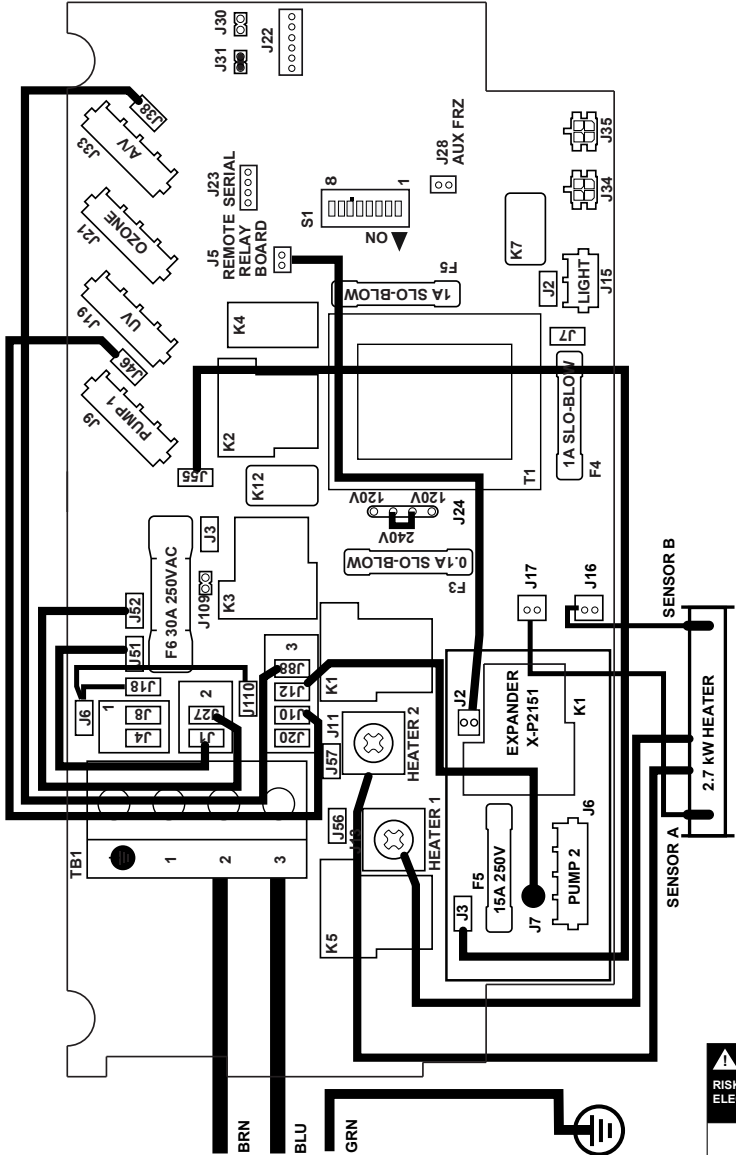 J30
J31
J22
J38
J33
A/V
J21
OZONE
J19
UV
J46
J9
PUMP 1
J23
REMOTE SERIAL
J5
RELAY
BOARD
S1
8
1
ON
J28
AUX FRZ
J35
J34
K7
J2
LIGHT
J15
J7
F5
1A SLO-BLOW
1A SLO-BLOW
F4
T1
K4
K2
J55
K12
120V
120V
240V
J24
0.1A SLO-BLOW
F3
J3
J109
K3
F6 30A 250VAC
J52
J51
J18
J6
1
J8
J4
2
J27
J1
J110
3
J88
J12
J10
J20
K1
J11
HEATER 2
J57
J56
J13
HEATER 1
K5
TB1
1
2
3
J17
J16
J2
EXPANDER
X-P2151
K1
J3
F5
15A 250V
J6
PUMP 2
J7
SENSOR B
2.7 kW HEATER
SENSOR A
BRN
BLU
GRN
!
RISK
ELE